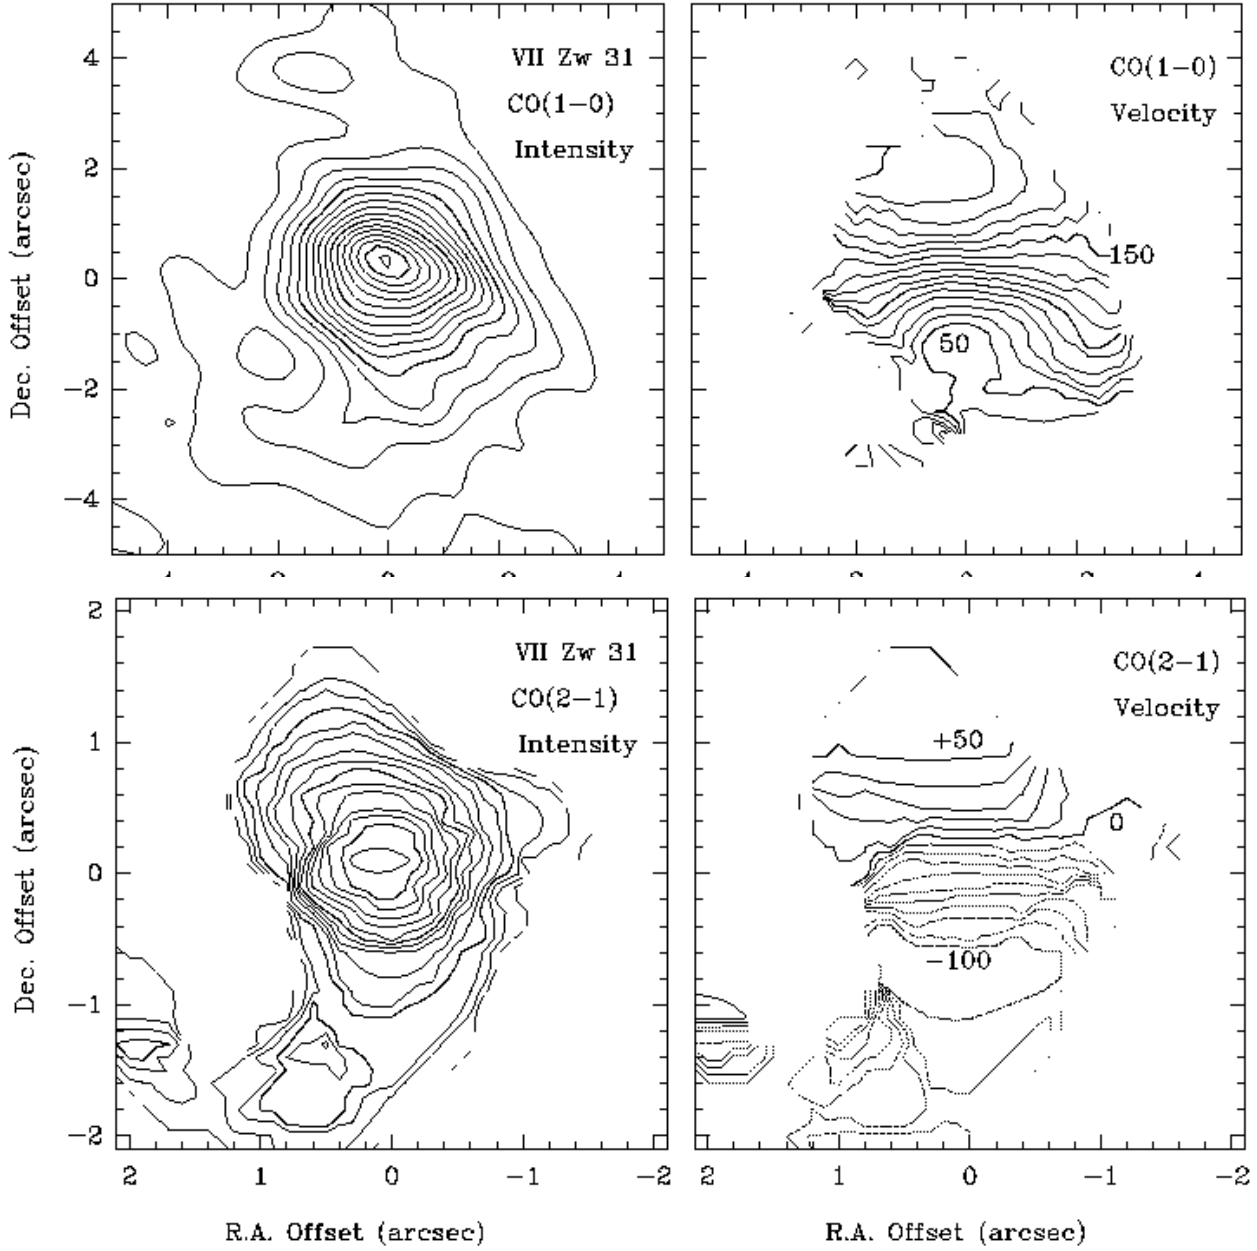 VII Zw 31
CO(1−0)
Intensity
4
2
0
−2
−4
Dec. Offset (arcsec)
CO(1−0)
Velocity
150
50
VII Zw 31
CO(2−1)
Intensity
2
1
0
−1
−2
Dec. Offset (arcsec)
2 1 0 −1 −2
R.A. Offset (arcsec)
CO(2−1)
Velocity
+50
0
−100
2 1 0 −1 −2
R.A. Offset (arcsec)